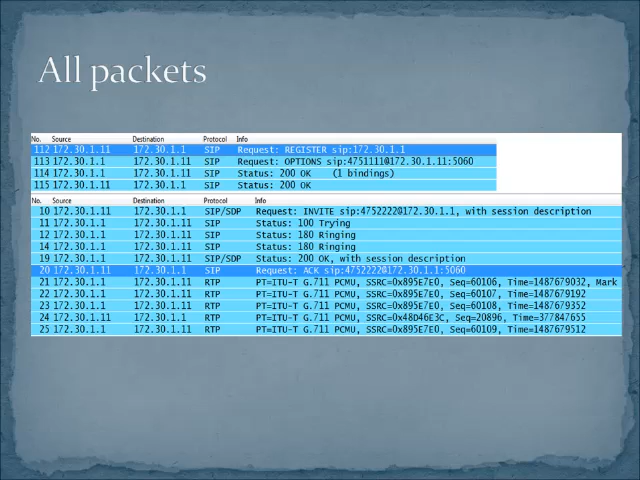 All packets
No. Source Destination Protocol Info
112 172.30.1.11 172.30.1.1 SIP Request: REGISTER sip:172.30.1.1
113 172.30.1.1 172.30.1.11 SIP Request: OPTIONS sip:4751111@172.30.1.11:5060
114 172.30.1.1 172.30.1.11 SIP Status: 200 OK (1 bindings)
115 172.30.1.11 172.30.1.1 SIP Status: 200 OK
No. Source Destination Protocol Info
10 172.30.1.11 172.30.1.1 SIP/SDP Request: INVITE sip:4752222@172.30.1.1, with session description
11 172.30.1.1 172.30.1.11 SIP Status: 100 Trying
12 172.30.1.1 172.30.1.11 SIP Status: 180 Ringing
14 172.30.1.1 172.30.1.11 SIP Status: 180 Ringing
19 172.30.1.1 172.30.1.11 SIP/SDP Status: 200 OK, with session description
20 172.30.1.11 172.30.1.1 SIP Request: ACK sip:4752222@172.30.1.1:5060
21 172.30.1.1 172.30.1.11 RTP PT=ITU-T G.711 PCMU, SSRC=0x895E7E0, Seq=60106, Time=1487679032, Mark
22 172.30.1.1 172.30.1.11 RTP PT=ITU-T G.711 PCMU, SSRC=0x895E7E0, Seq=60107, Time=1487679192
23 172.30.1.1 172.30.1.11 RTP PT=ITU-T G.711 PCMU, SSRC=0x895E7E0, Seq=60108, Time=1487679352
24 172.30.1.11 172.30.1.1 RTP PT=ITU-T G.711 PCMU, SSRC=0x48D46E3C, Seq=20896, Time=377847655
25 172.30.1.1 172.30.1.11 RTP PT=ITU-T G.711 PCMU, SSRC=0x895E7E0, Seq=60109, Time=1487679512